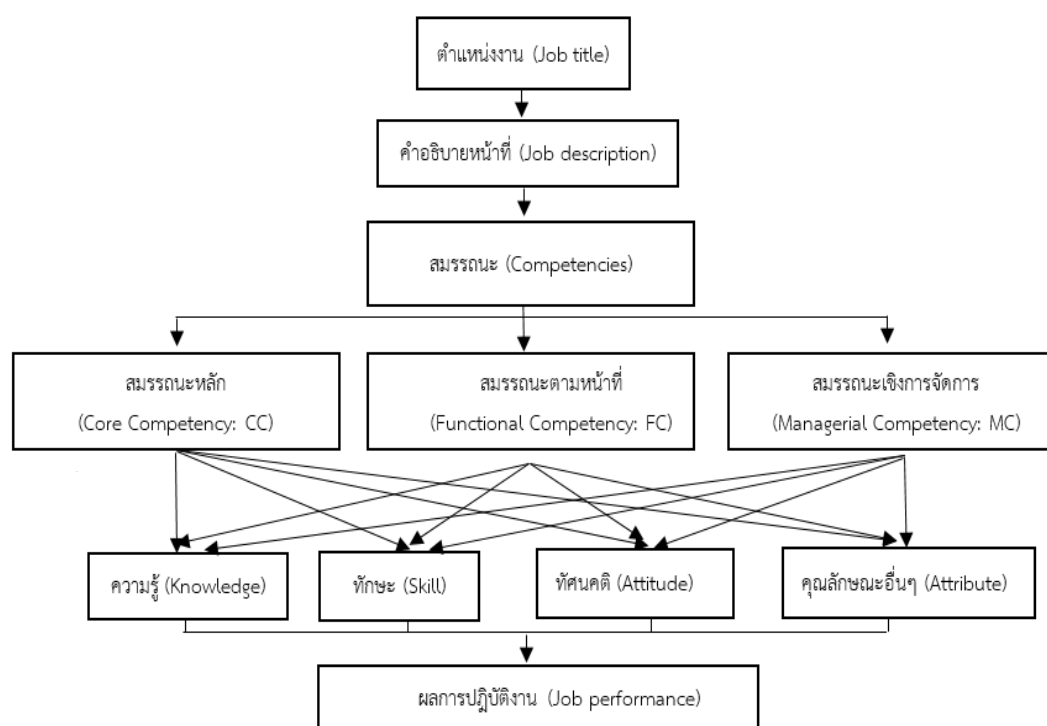 ตำแหน่งงาน (Job title)
คำอธิบายหน้าที่ (Job description)
สมรรถนะ (Competencies)
สมรรถนะหลัก
(Core Competency: CC)
สมรรถนะตามหน้าที่
(Functional Competency: FC)
สมรรถนะเชิงการจัดการ
(Managerial Competency: MC)
ความรู้ (Knowledge)
ทักษะ (Skill)
ทัศนคติ (Attitude)
คุณลักษณะอื่นๆ (Attribute)
ผลการปฏิบัติงาน (Job performance)